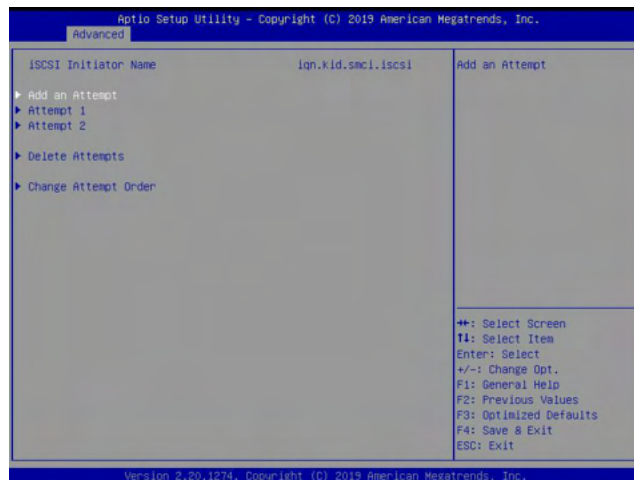 Aptio Setup Utility – Copyright (C) 2019 American Megatrends, Inc.
Advanced
iSCSI Initiator Name iqn.kid.smci.iscsi
Add an Attempt
Add an Attempt
Attempt 1
Attempt 2
Delete Attempts
Change Attempt Order
→←: Select Screen
↑↓: Select Item
Enter: Select
+/-: Change Opt.
F1: General Help
F2: Previous Values
F3: Optimized Defaults
F4: Save & Exit
ESC: Exit
Version 2.20.1274. Copyright (C) 2019 American Megatrends, Inc.